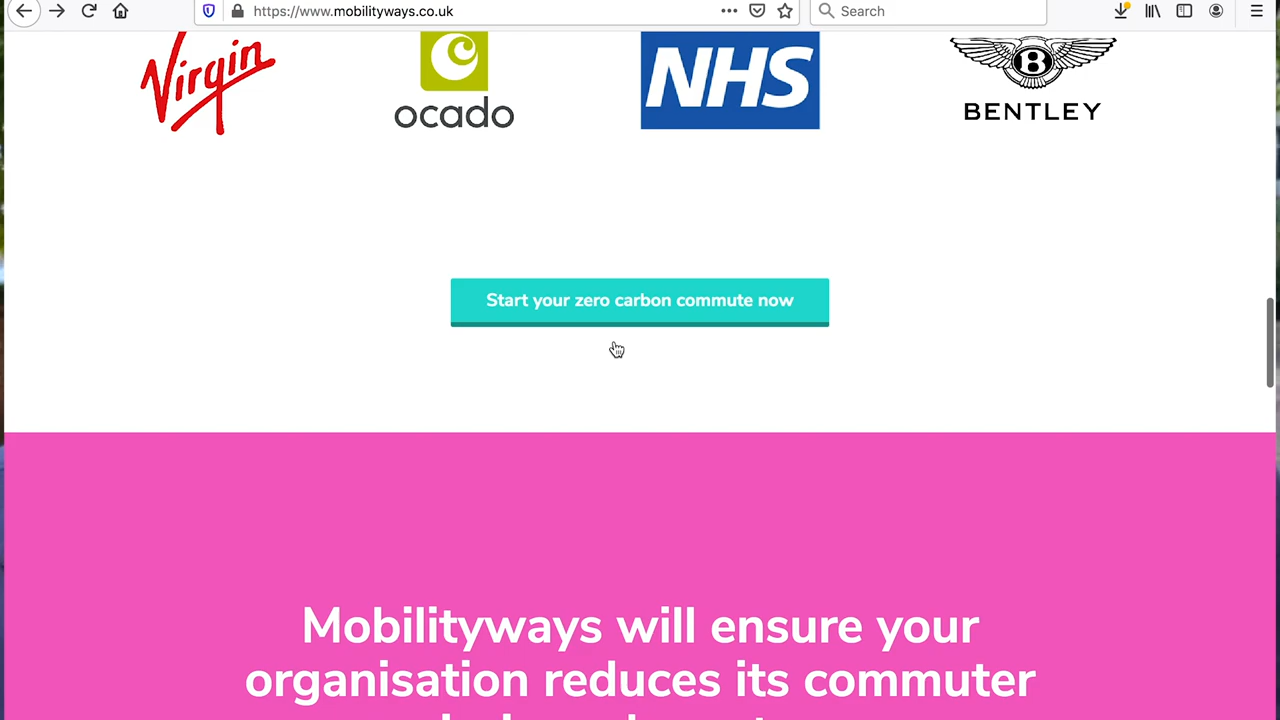 https://www.mobilityways.co.uk
Search
Virgin
ocado
NHS
B
BENTLEY
Start your zero carbon commute now
Mobilityways will ensure your
organisation reduces its commuter